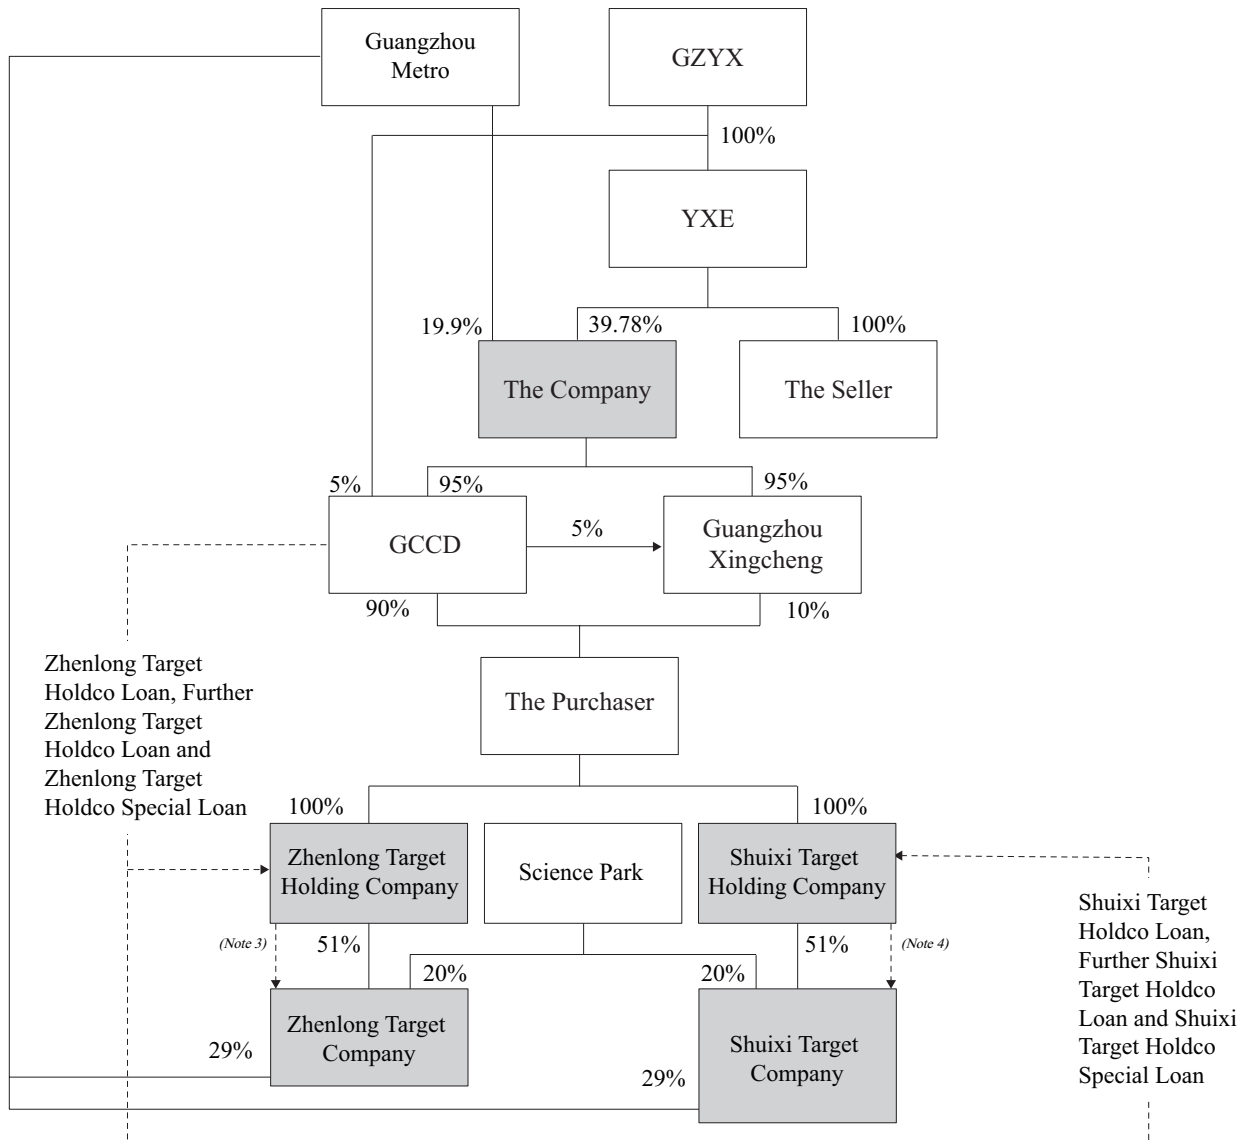 Guangzhou
Metro
GZYX
100%
YXE
19.9%
39.78%
100%
The Company
The Seller
5%
95%
95%
GCCD
5%
Guangzhou
Xingcheng
90%
10%
Zhenlong Target
Holdco Loan, Further
Zhenlong Target
Holdco Loan and
Zhenlong Target
Holdco Special Loan
The Purchaser
100%
100%
Zhenlong Target
Holding Company
Science Park
Shuixi Target
Holding Company
Shuixi Target
Holdco Loan,
Further Shuixi
Target Holdco
Loan and Shuixi
Target Holdco
Special Loan
(Note 3)
51%
51%
(Note 4)
20%
20%
Zhenlong Target
Company
Shuixi Target
Company
29%
29%